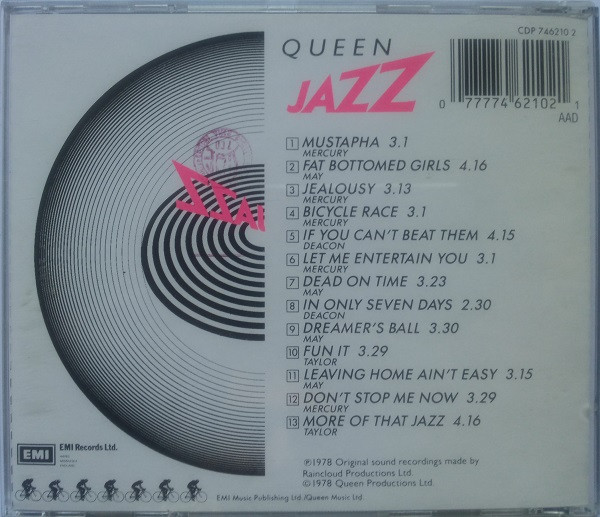 CDP 746210 2
QUEEN
JAZZ
0 77774 62102 1
AAD
1 MUSTAPHA 3.1
MERCURY
2 FAT BOTTOMED GIRLS 4.16
MAY
3 JEALOUSY 3.13
MERCURY
4 BICYCLE RACE 3.1
MERCURY
5 IF YOU CAN'T BEAT THEM 4.15
DEACON
6 LET ME ENTERTAIN YOU 3.1
MERCURY
7 DEAD ON TIME 3.23
MAY
8 IN ONLY SEVEN DAYS 2.30
DEACON
9 DREAMER'S BALL 3.30
MAY
10 FUN IT 3.29
TAYLOR
11 LEAVING HOME AIN'T EASY 3.15
MAY
12 DON'T STOP ME NOW 3.29
MERCURY
13 MORE OF THAT JAZZ 4.16
TAYLOR
℗1978 Original sound recordings made by
Raincloud Productions Ltd.
©1978 Queen Productions Ltd.
EMI EMI Records Ltd.
EMI Music Publishing Ltd./Queen Music Ltd.
JAZZ